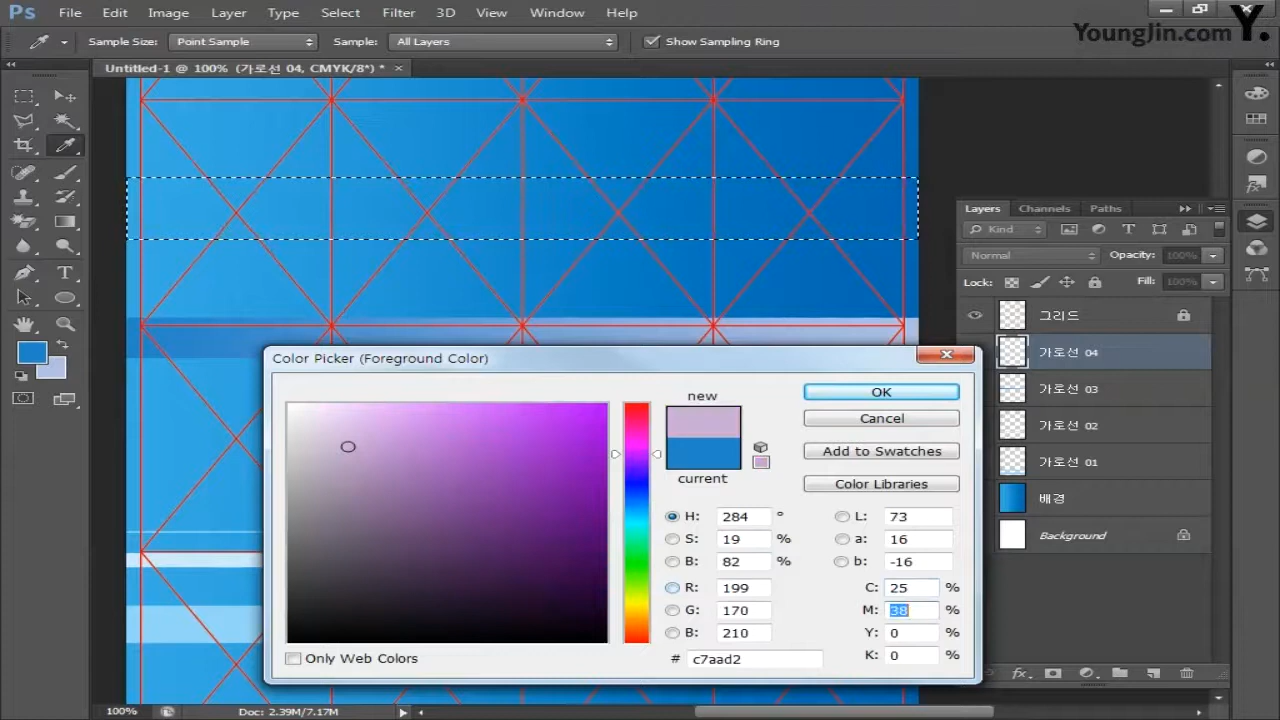 Ps File Edit Image Layer Type Select Filter 3D View Window Help
Sample Size: Point Sample Sample: All Layers Show Sampling Ring
YoungJin.com Y.
Untitled-1 @ 100% (가로선 04, CMYK/8*) * ×
Layers Channels Paths
Kind
Normal Opacity: 100%
Lock: Fill: 100%
그리드
가로선 04
가로선 03
가로선 02
가로선 01
배경
Background
Color Picker (Foreground Color)
new
current
OK
Cancel
Add to Swatches
Color Libraries
H: 284 ° L: 73
S: 19 % a: 16
B: 82 % b: -16
R: 199 C: 25 %
G: 170 M: 38 %
B: 210 Y: 0 %
# c7aad2 K: 0 %
Only Web Colors
fx
100% Doc: 2.39M/7.17M